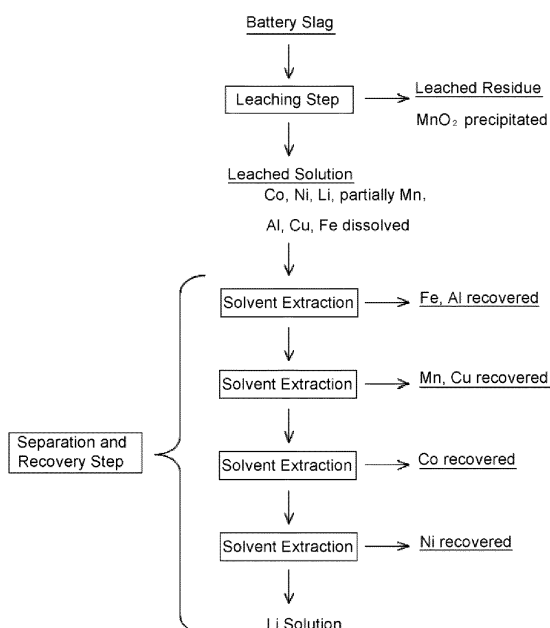 Battery Slag
Leaching Step
Leached Residue
MnO₂ precipitated
Leached Solution
Co, Ni, Li, partially Mn,
Al, Cu, Fe dissolved
Solvent Extraction
Fe, Al recovered
Solvent Extraction
Mn, Cu recovered
Separation and
Recovery Step
Solvent Extraction
Co recovered
Solvent Extraction
Ni recovered
Li Solution